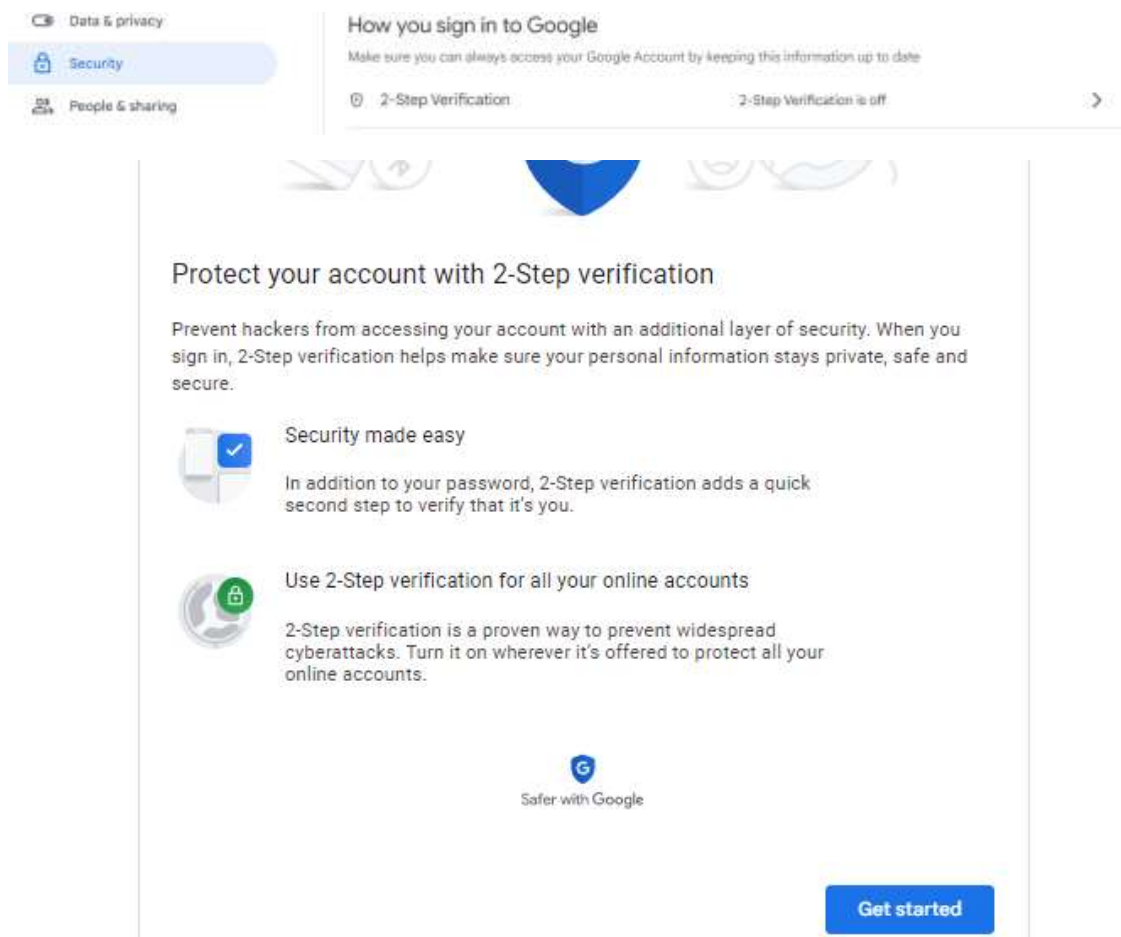 Data & privacy
How you sign in to Google
Security
Make sure you can always access your Google Account by keeping this information up to date
People & sharing
2-Step Verification
2-Step Verification is off
Protect your account with 2-Step verification
Prevent hackers from accessing your account with an additional layer of security. When you
sign in, 2-Step verification helps make sure your personal information stays private, safe and
secure.
Security made easy
In addition to your password, 2-Step verification adds a quick
second step to verify that it's you.
Use 2-Step verification for all your online accounts
2-Step verification is a proven way to prevent widespread
cyberattacks. Turn it on wherever it's offered to protect all your
online accounts.
G
Safer with Google
Get started